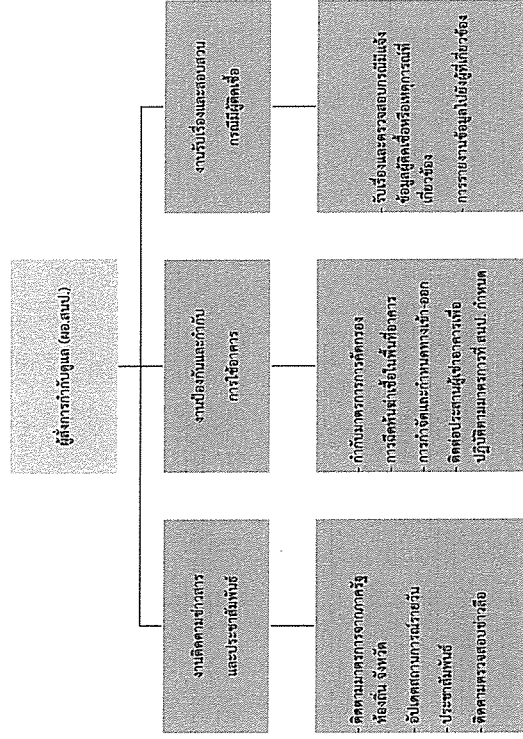 ผู้สั่งการกำกับดูแล (ผอ.สนป.)
งานติดตามข่าวสาร
และประชาสัมพันธ์
- ติดตามมาตรการจากภาครัฐ
ท้องถิ่น จังหวัด
- อัปเดตสถานการณ์รายวัน
- ประชาสัมพันธ์
- ติดตามตรวจสอบข่าวลือ
งานป้องกันและกำกับ
การใช้อาคาร
- กำกับมาตรการการคัดกรอง
- การฉีดพ่นฆ่าเชื้อในพื้นที่อาคาร
- การกำจัดและกำหนดทางเข้า-ออก
- ติดต่อประสานผู้เช่าอาคารเพื่อ
ปฏิบัติตามมาตรการที่ สนป. กำหนด
งานรับเรื่องและสอบสวน
กรณีมีผู้ติดเชื้อ
- รับเรื่องและตรวจสอบกรณีมีแจ้ง
ข้อมูลผู้ติดเชื้อหรือเหตุการณ์ที่
เกี่ยวข้อง
- การรายงานข้อมูลไปยังผู้ที่เกี่ยวข้อง